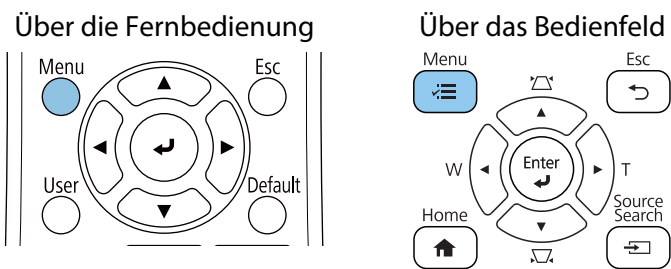 Über die Fernbedienung
Menu
Esc
User
Default
Über das Bedienfeld
Menu
Esc
W
Enter
T
Home
Source
Search